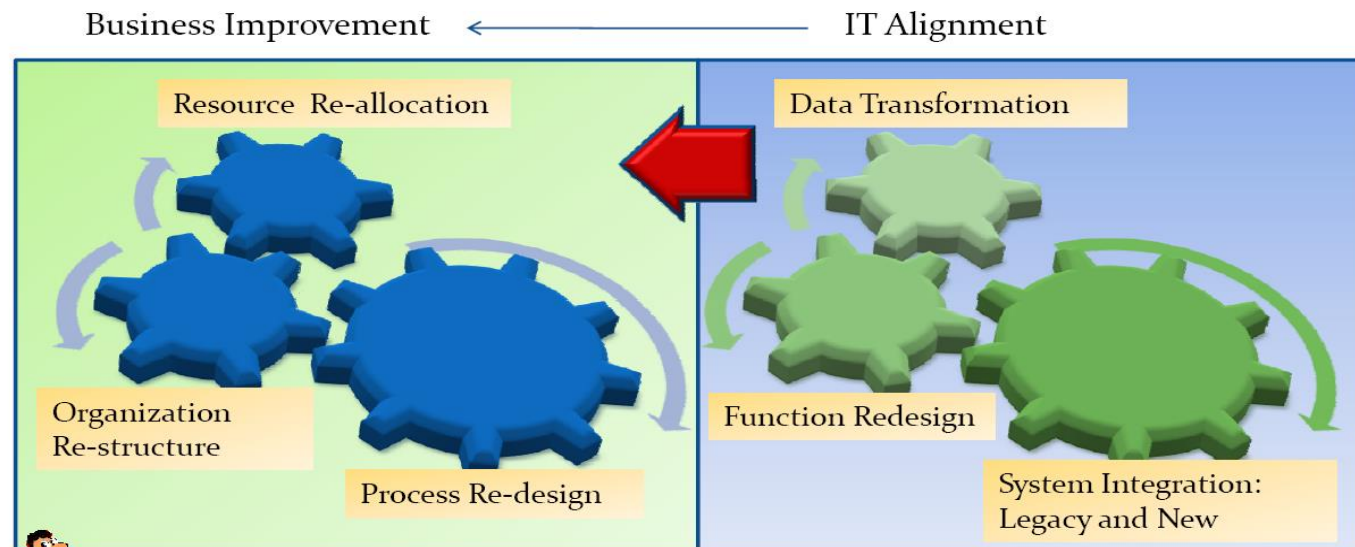 Business Improvement
IT Alignment
Resource Re-allocation
Data Transformation
Organization
Re-structure
Function Redesign
Process Re-design
System Integration:
Legacy and New